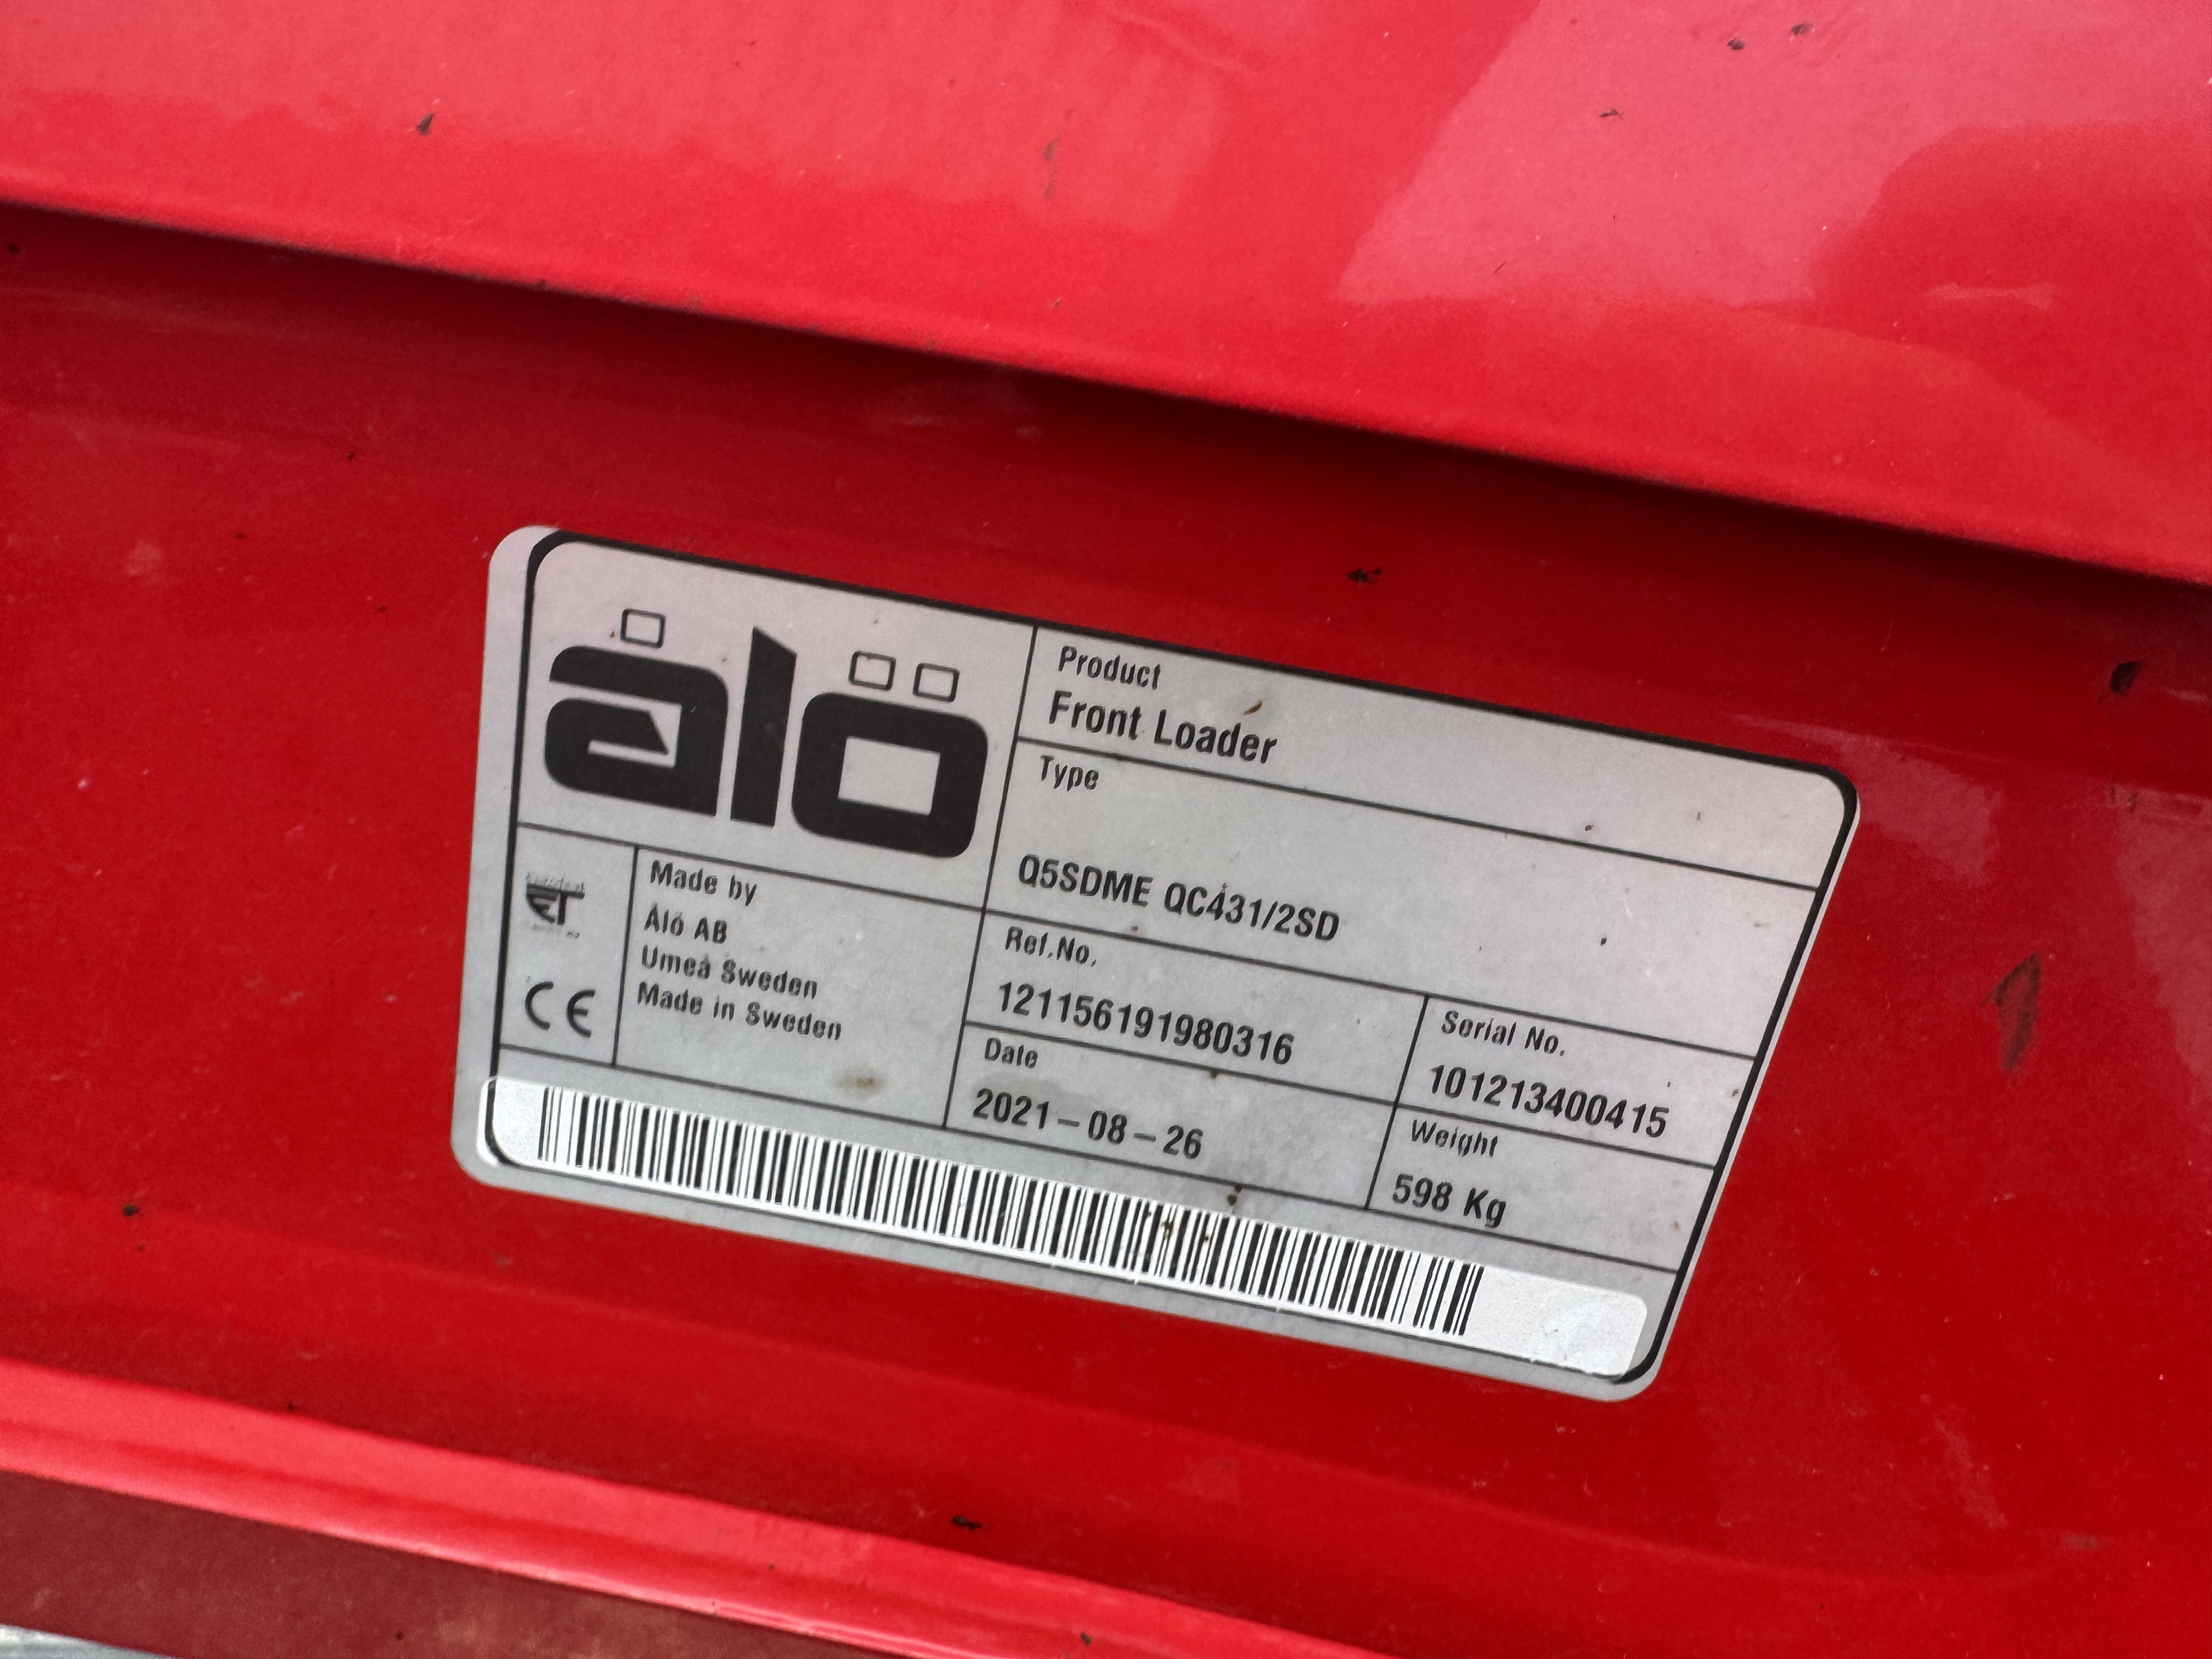 älö
Product
Front Loader
Type
Q5SDME QC431/2SD
Made by
Ålö AB
Umeå Sweden
Made in Sweden
CE
Ref.No.
121156191980316
Serial No.
101213400415
Date
2021-08-26
Weight
598 Kg